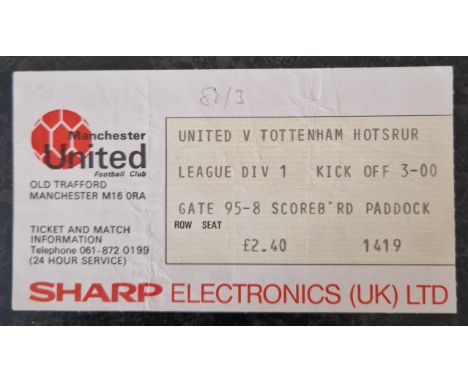 82/3
Manchester
United
Football Club
OLD TRAFFORD
MANCHESTER M16 0RA
TICKET AND MATCH
INFORMATION
Telephone 061-872 0199
(24 HOUR SERVICE)
UNITED V TOTTENHAM HOTSRUR
LEAGUE DIV 1 KICK OFF 3-00
GATE 95-8 SCOREB'RD PADDOCK
ROW SEAT
£2.40 1419
SHARP ELECTRONICS (UK) LTD